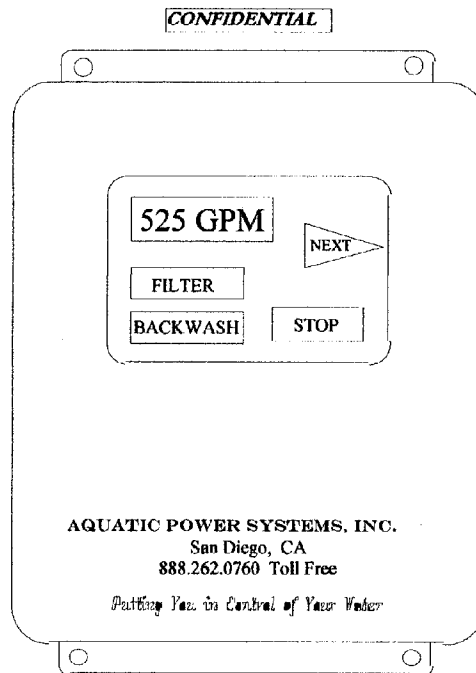 CONFIDENTIAL
525 GPM
NEXT
FILTER
BACKWASH
STOP
AQUATIC POWER SYSTEMS, INC.
San Diego, CA
888.262.0760 Toll Free
Putting You in Control of Your Water